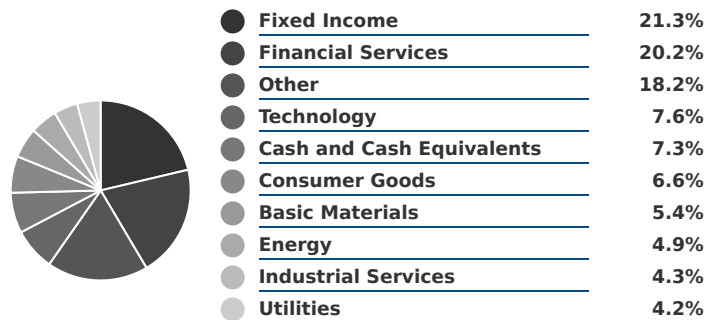 Fixed Income 21.3%
Financial Services 20.2%
Other 18.2%
Technology 7.6%
Cash and Cash Equivalents 7.3%
Consumer Goods 6.6%
Basic Materials 5.4%
Energy 4.9%
Industrial Services 4.3%
Utilities 4.2%